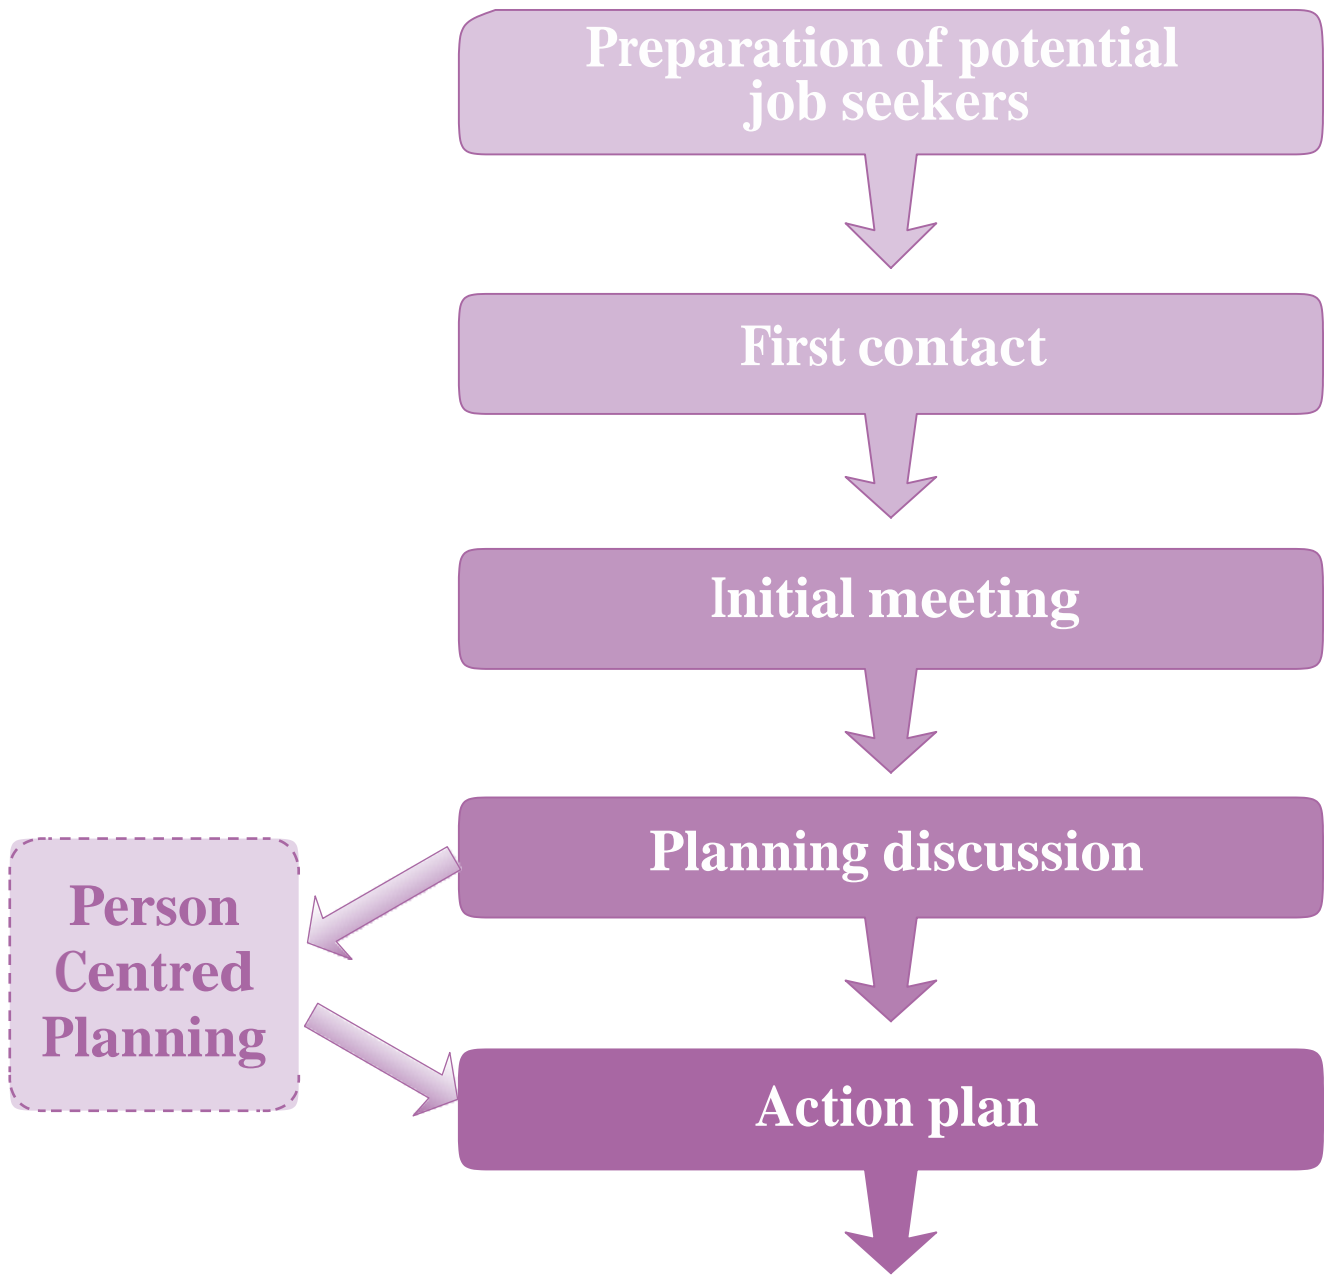 Preparation of potential
job seekers
First contact
Initial meeting
Planning discussion
Person
Centred
Planning
Action plan